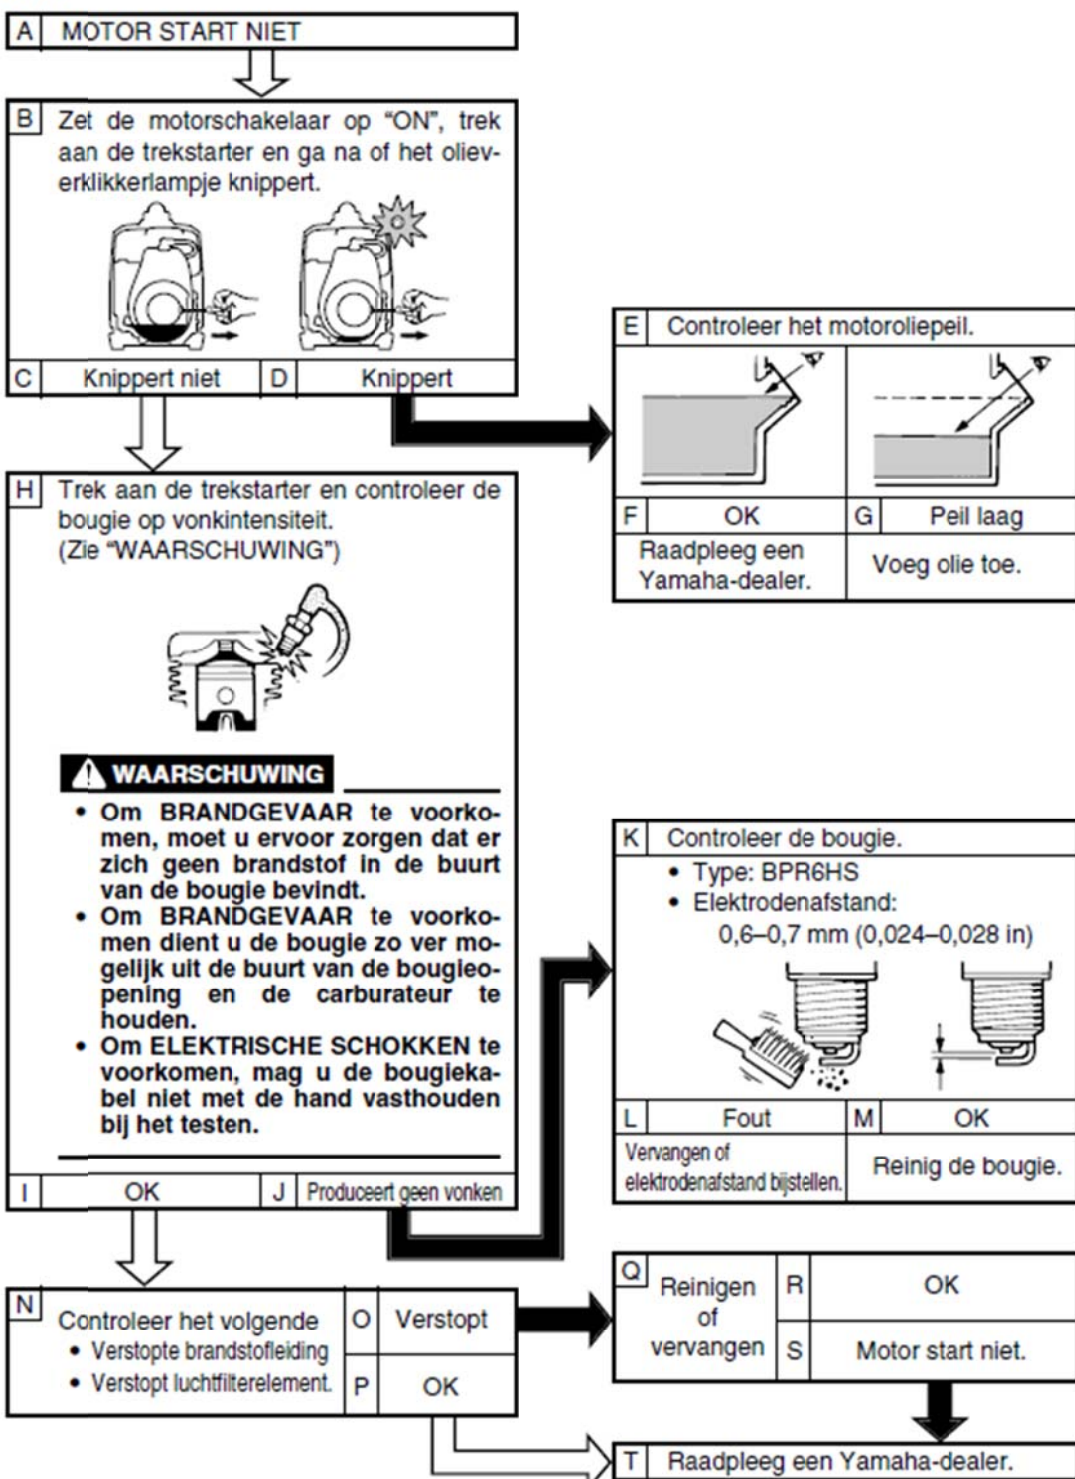 A MOTOR START NIET
B Zet de motorschakelaar op “ON”, trek
aan de trekstarter en ga na of het oliev-
erklikkerlampje knippert.
C Knippert niet D Knippert
E Controleer het motoroliepeil.
F OK G Peil laag
Raadpleeg een
Yamaha-dealer.
Voeg olie toe.
H Trek aan de trekstarter en controleer de
bougie op vonkintensiteit.
(Zie “WAARSCHUWING”)
WAARSCHUWING
• Om BRANDGEVAAR te voorko-
men, moet u ervoor zorgen dat er
zich geen brandstof in de buurt
van de bougie bevindt.
• Om BRANDGEVAAR te voorko-
men dient u de bougie zo ver mo-
gelijk uit de buurt van de bougieo-
pening en de carburateur te
houden.
• Om ELEKTRISCHE SCHOKKEN te
voorkomen, mag u de bougieka-
bel niet met de hand vasthouden
bij het testen.
I OK J Produceert geen vonken
K Controleer de bougie.
• Type: BPR6HS
• Elektrodenafstand:
0,6–0,7 mm (0,024–0,028 in)
L Fout M OK
Vervangen of
elektrodenafstand bijstellen.
Reinig de bougie.
N Controleer het volgende
• Verstopte brandstofleiding
• Verstopt luchtfilterelement.
O Verstopt
P OK
Q Reinigen
of
vervangen
R OK
S Motor start niet.
T Raadpleeg een Yamaha-dealer.